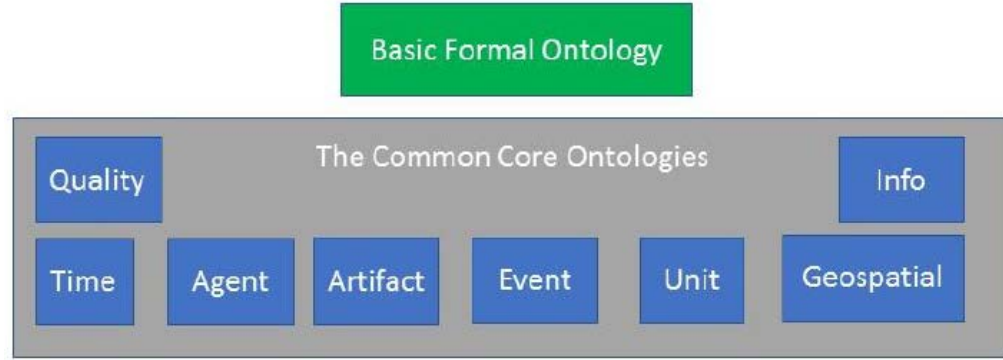 Basic Formal Ontology
The Common Core Ontologies
Quality
Info
Time
Agent
Artifact
Event
Unit
Geospatial